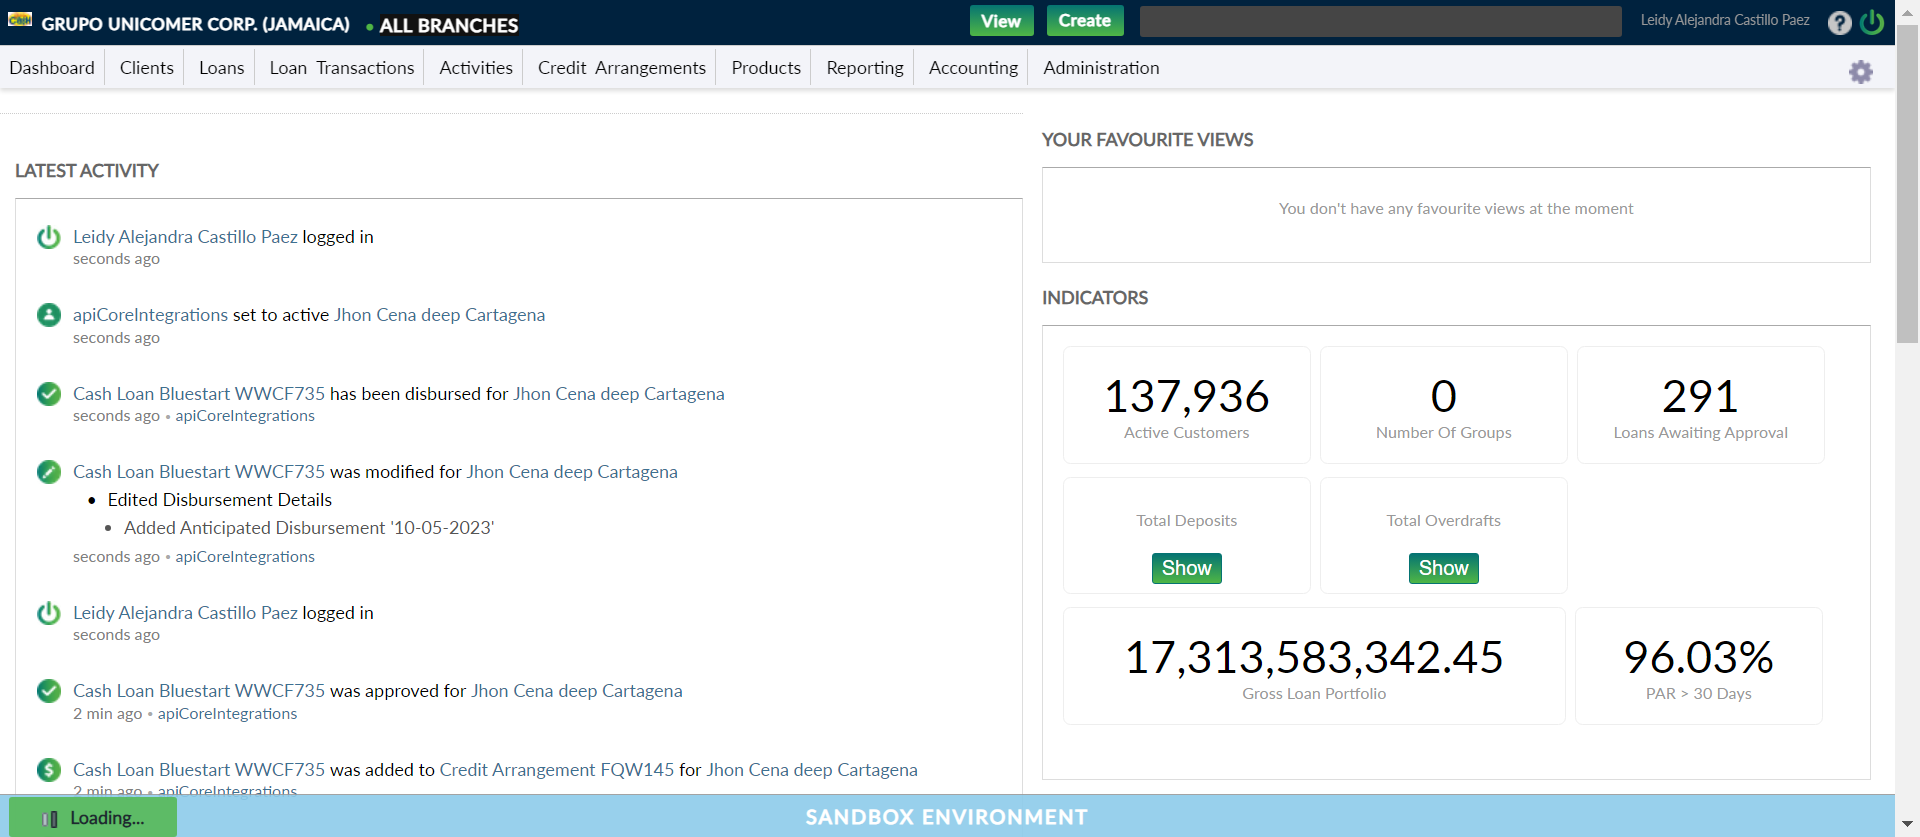 Cash GRUPO UNICOMER CORP. (JAMAICA) • ALL BRANCHES View Create Leidy Alejandra Castillo Paez ?
Dashboard Clients Loans Loan Transactions Activities Credit Arrangements Products Reporting Accounting Administration
LATEST ACTIVITY
Leidy Alejandra Castillo Paez logged in
seconds ago
apiCoreIntegrations set to active Jhon Cena deep Cartagena
seconds ago
Cash Loan Bluestart WWCF735 has been disbursed for Jhon Cena deep Cartagena
seconds ago • apiCoreIntegrations
Cash Loan Bluestart WWCF735 was modified for Jhon Cena deep Cartagena
• Edited Disbursement Details
• Added Anticipated Disbursement '10-05-2023'
seconds ago • apiCoreIntegrations
Leidy Alejandra Castillo Paez logged in
seconds ago
Cash Loan Bluestart WWCF735 was approved for Jhon Cena deep Cartagena
2 min ago • apiCoreIntegrations
$ Cash Loan Bluestart WWCF735 was added to Credit Arrangement FQW145 for Jhon Cena deep Cartagena
2 min ago • apiCoreIntegrations
YOUR FAVOURITE VIEWS
You don't have any favourite views at the moment
INDICATORS
137,936
Active Customers
0
Number Of Groups
291
Loans Awaiting Approval
Total Deposits
Show
Total Overdrafts
Show
17,313,583,342.45
Gross Loan Portfolio
96.03%
PAR > 30 Days
Loading...
SANDBOX ENVIRONMENT